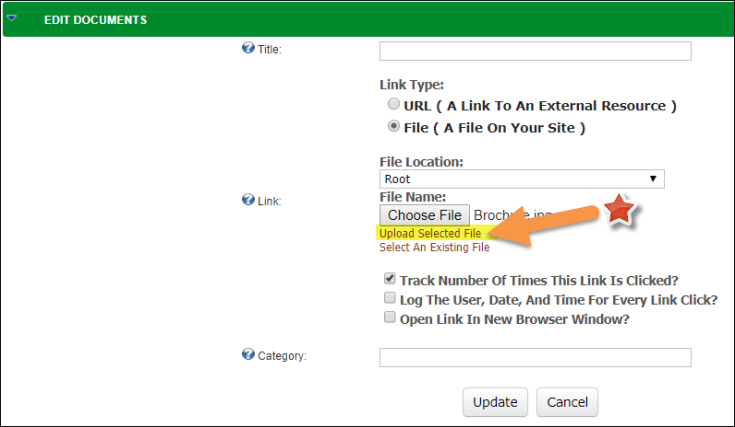 EDIT DOCUMENTS
Title:
Link Type:
URL ( A Link To An External Resource )
File ( A File On Your Site )
File Location:
Root
Link:
File Name:
Choose File
Upload Selected File
Select An Existing File
Track Number Of Times This Link Is Clicked?
Log The User, Date, And Time For Every Link Click?
Open Link In New Browser Window?
Category:
Update Cancel